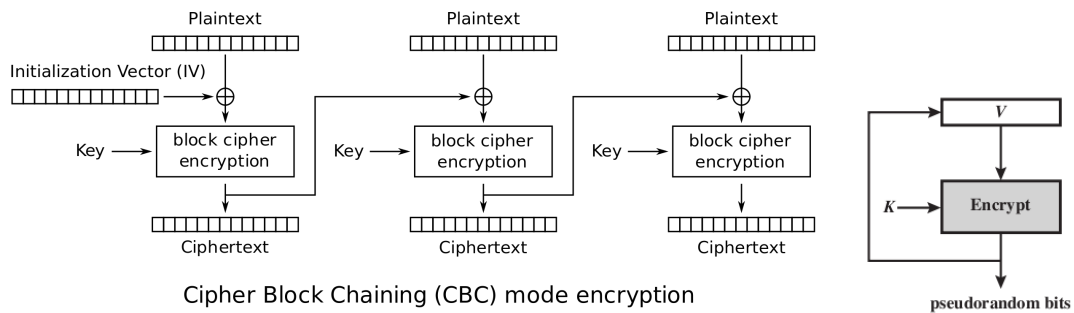 Plaintext
Plaintext
Plaintext
Initialization Vector (IV)
Key
block cipher
encryption
Key
block cipher
encryption
Key
block cipher
encryption
Ciphertext
Ciphertext
Ciphertext
Cipher Block Chaining (CBC) mode encryption
V
K
Encrypt
pseudorandom bits